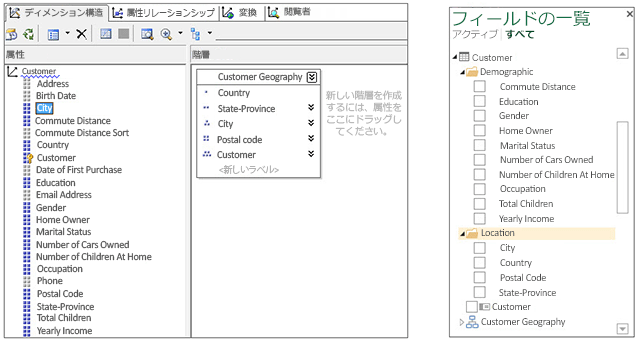 ディメンション構造 属性リレーションシップ 変換 閲覧者
属性
Customer
Address
Birth Date
City
Commute Distance
Commute Distance Sort
Country
Customer
Date of First Purchase
Education
Email Address
Gender
Home Owner
Marital Status
Number of Cars Owned
Number of Children At Home
Occupation
Phone
Postal Code
State-Province
Total Children
Yearly Income
階層
Customer Geography
Country
State-Province
City
Postal code
Customer
<新しいラベル>
新しい階層を作成
するには、属性を
ここにドラッグし
てください。
フィールドの一覧
アクティブ すべて
Customer
Demographic
Commute Distance
Education
Gender
Home Owner
Marital Status
Number of Cars Owned
Number of Children At Home
Occupation
Total Children
Yearly Income
Location
City
Country
Postal Code
State-Province
Customer
Customer Geography